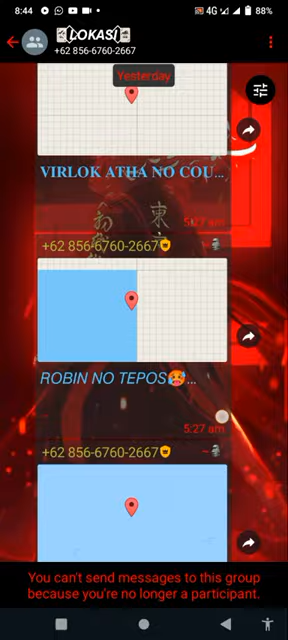 8:44
4G
88%
LOKASI
+62 856-6760-2667
Yesterday
VIRLOK ATHA NO COU...
5:27 am
+62 856-6760-2667
ROBIN NO TEPOS🥵...
5:27 am
+62 856-6760-2667
You can't send messages to this group
because you're no longer a participant.